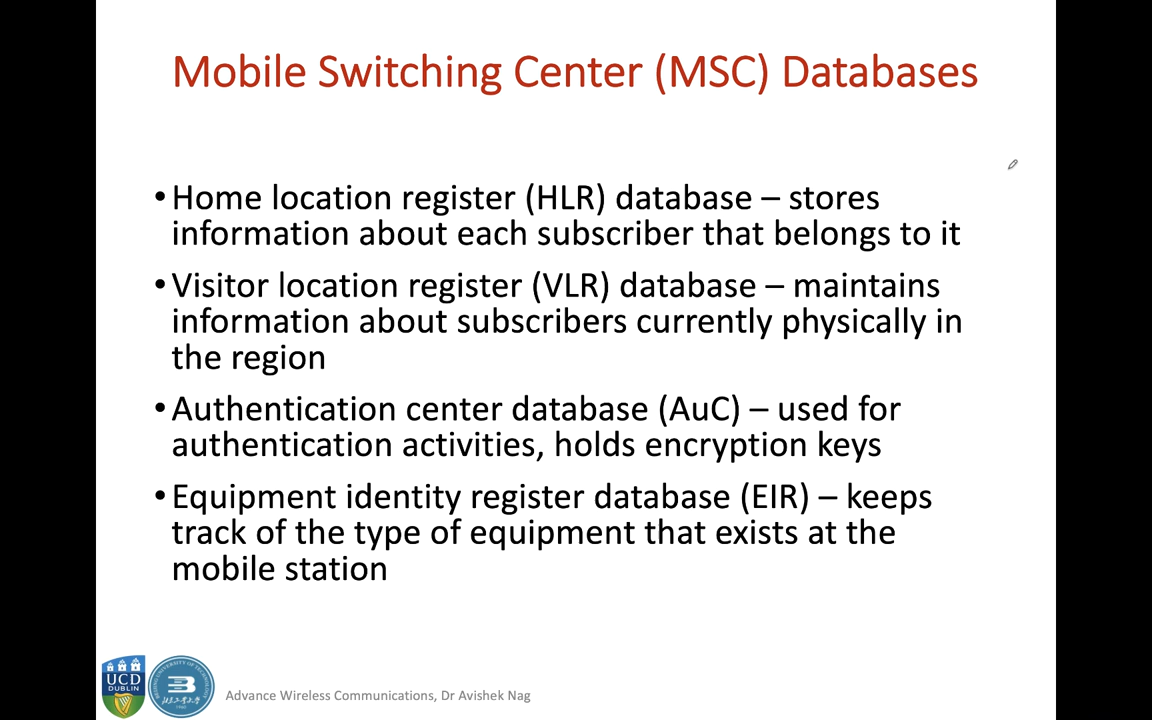 Mobile Switching Center (MSC) Databases
•Home location register (HLR) database – stores
information about each subscriber that belongs to it
•Visitor location register (VLR) database – maintains
information about subscribers currently physically in
the region
•Authentication center database (AuC) – used for
authentication activities, holds encryption keys
•Equipment identity register database (EIR) – keeps
track of the type of equipment that exists at the
mobile station
UCD
DUBLIN
Advance Wireless Communications, Dr Avishek Nag